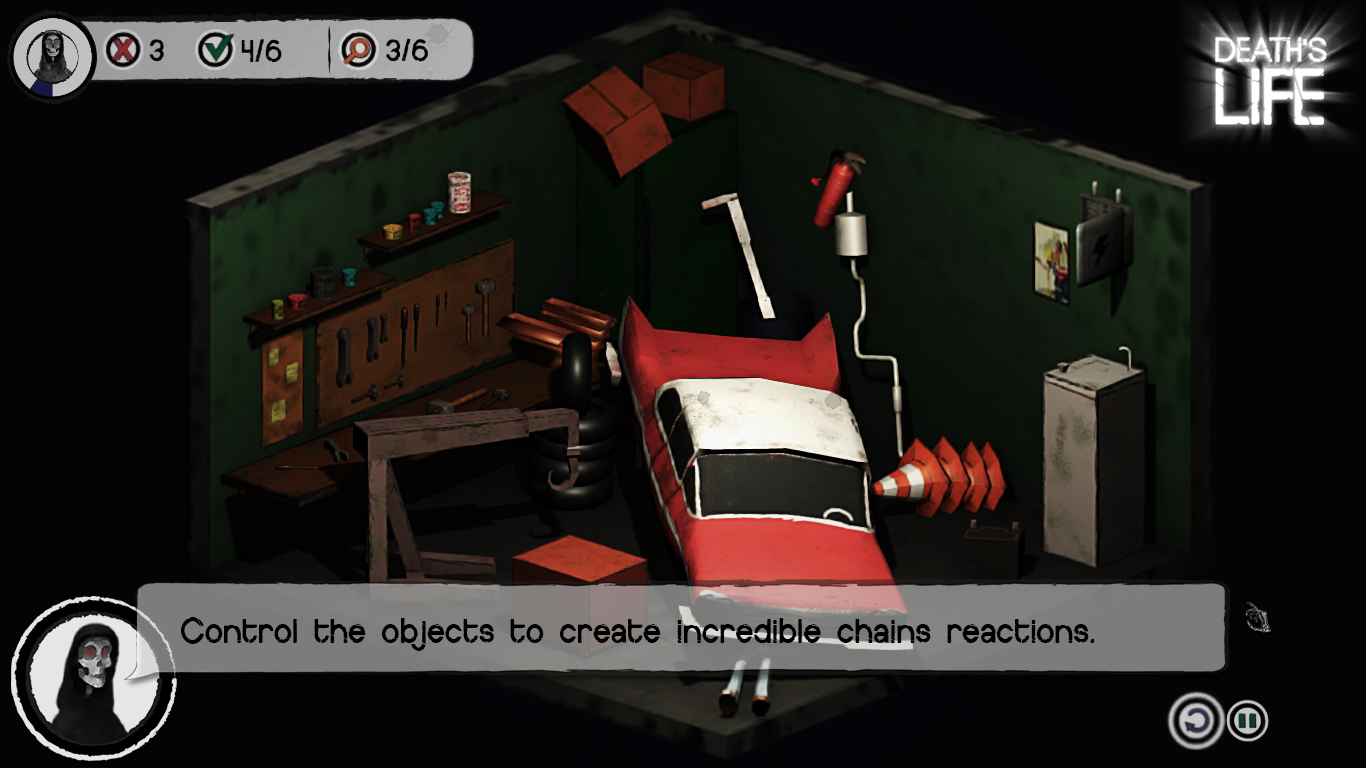 3 4/6 3/6
DEATH'S
LIFE
Control the objects to create incredible chains reactions.